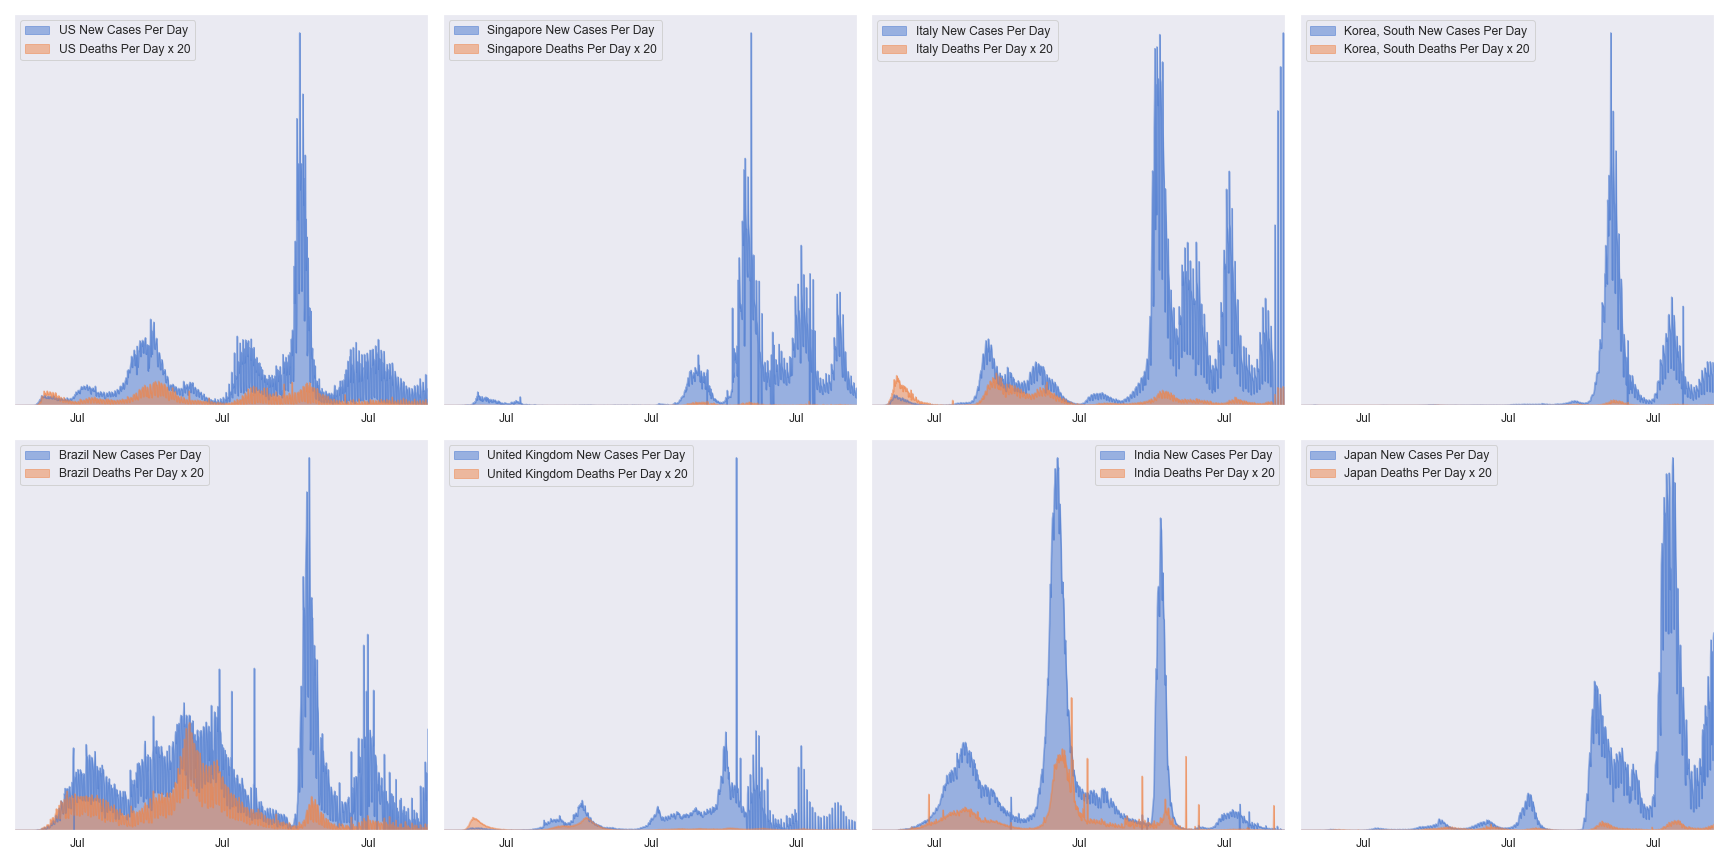 US New Cases Per Day
US Deaths Per Day x 20
Singapore New Cases Per Day
Singapore Deaths Per Day x 20
Italy New Cases Per Day
Italy Deaths Per Day x 20
Korea, South New Cases Per Day
Korea, South Deaths Per Day x 20
Jul Jul Jul
Jul Jul Jul
Jul Jul Jul
Jul Jul Jul
Brazil New Cases Per Day
Brazil Deaths Per Day x 20
United Kingdom New Cases Per Day
United Kingdom Deaths Per Day x 20
India New Cases Per Day
India Deaths Per Day x 20
Japan New Cases Per Day
Japan Deaths Per Day x 20
Jul Jul Jul
Jul Jul Jul
Jul Jul Jul
Jul Jul Jul